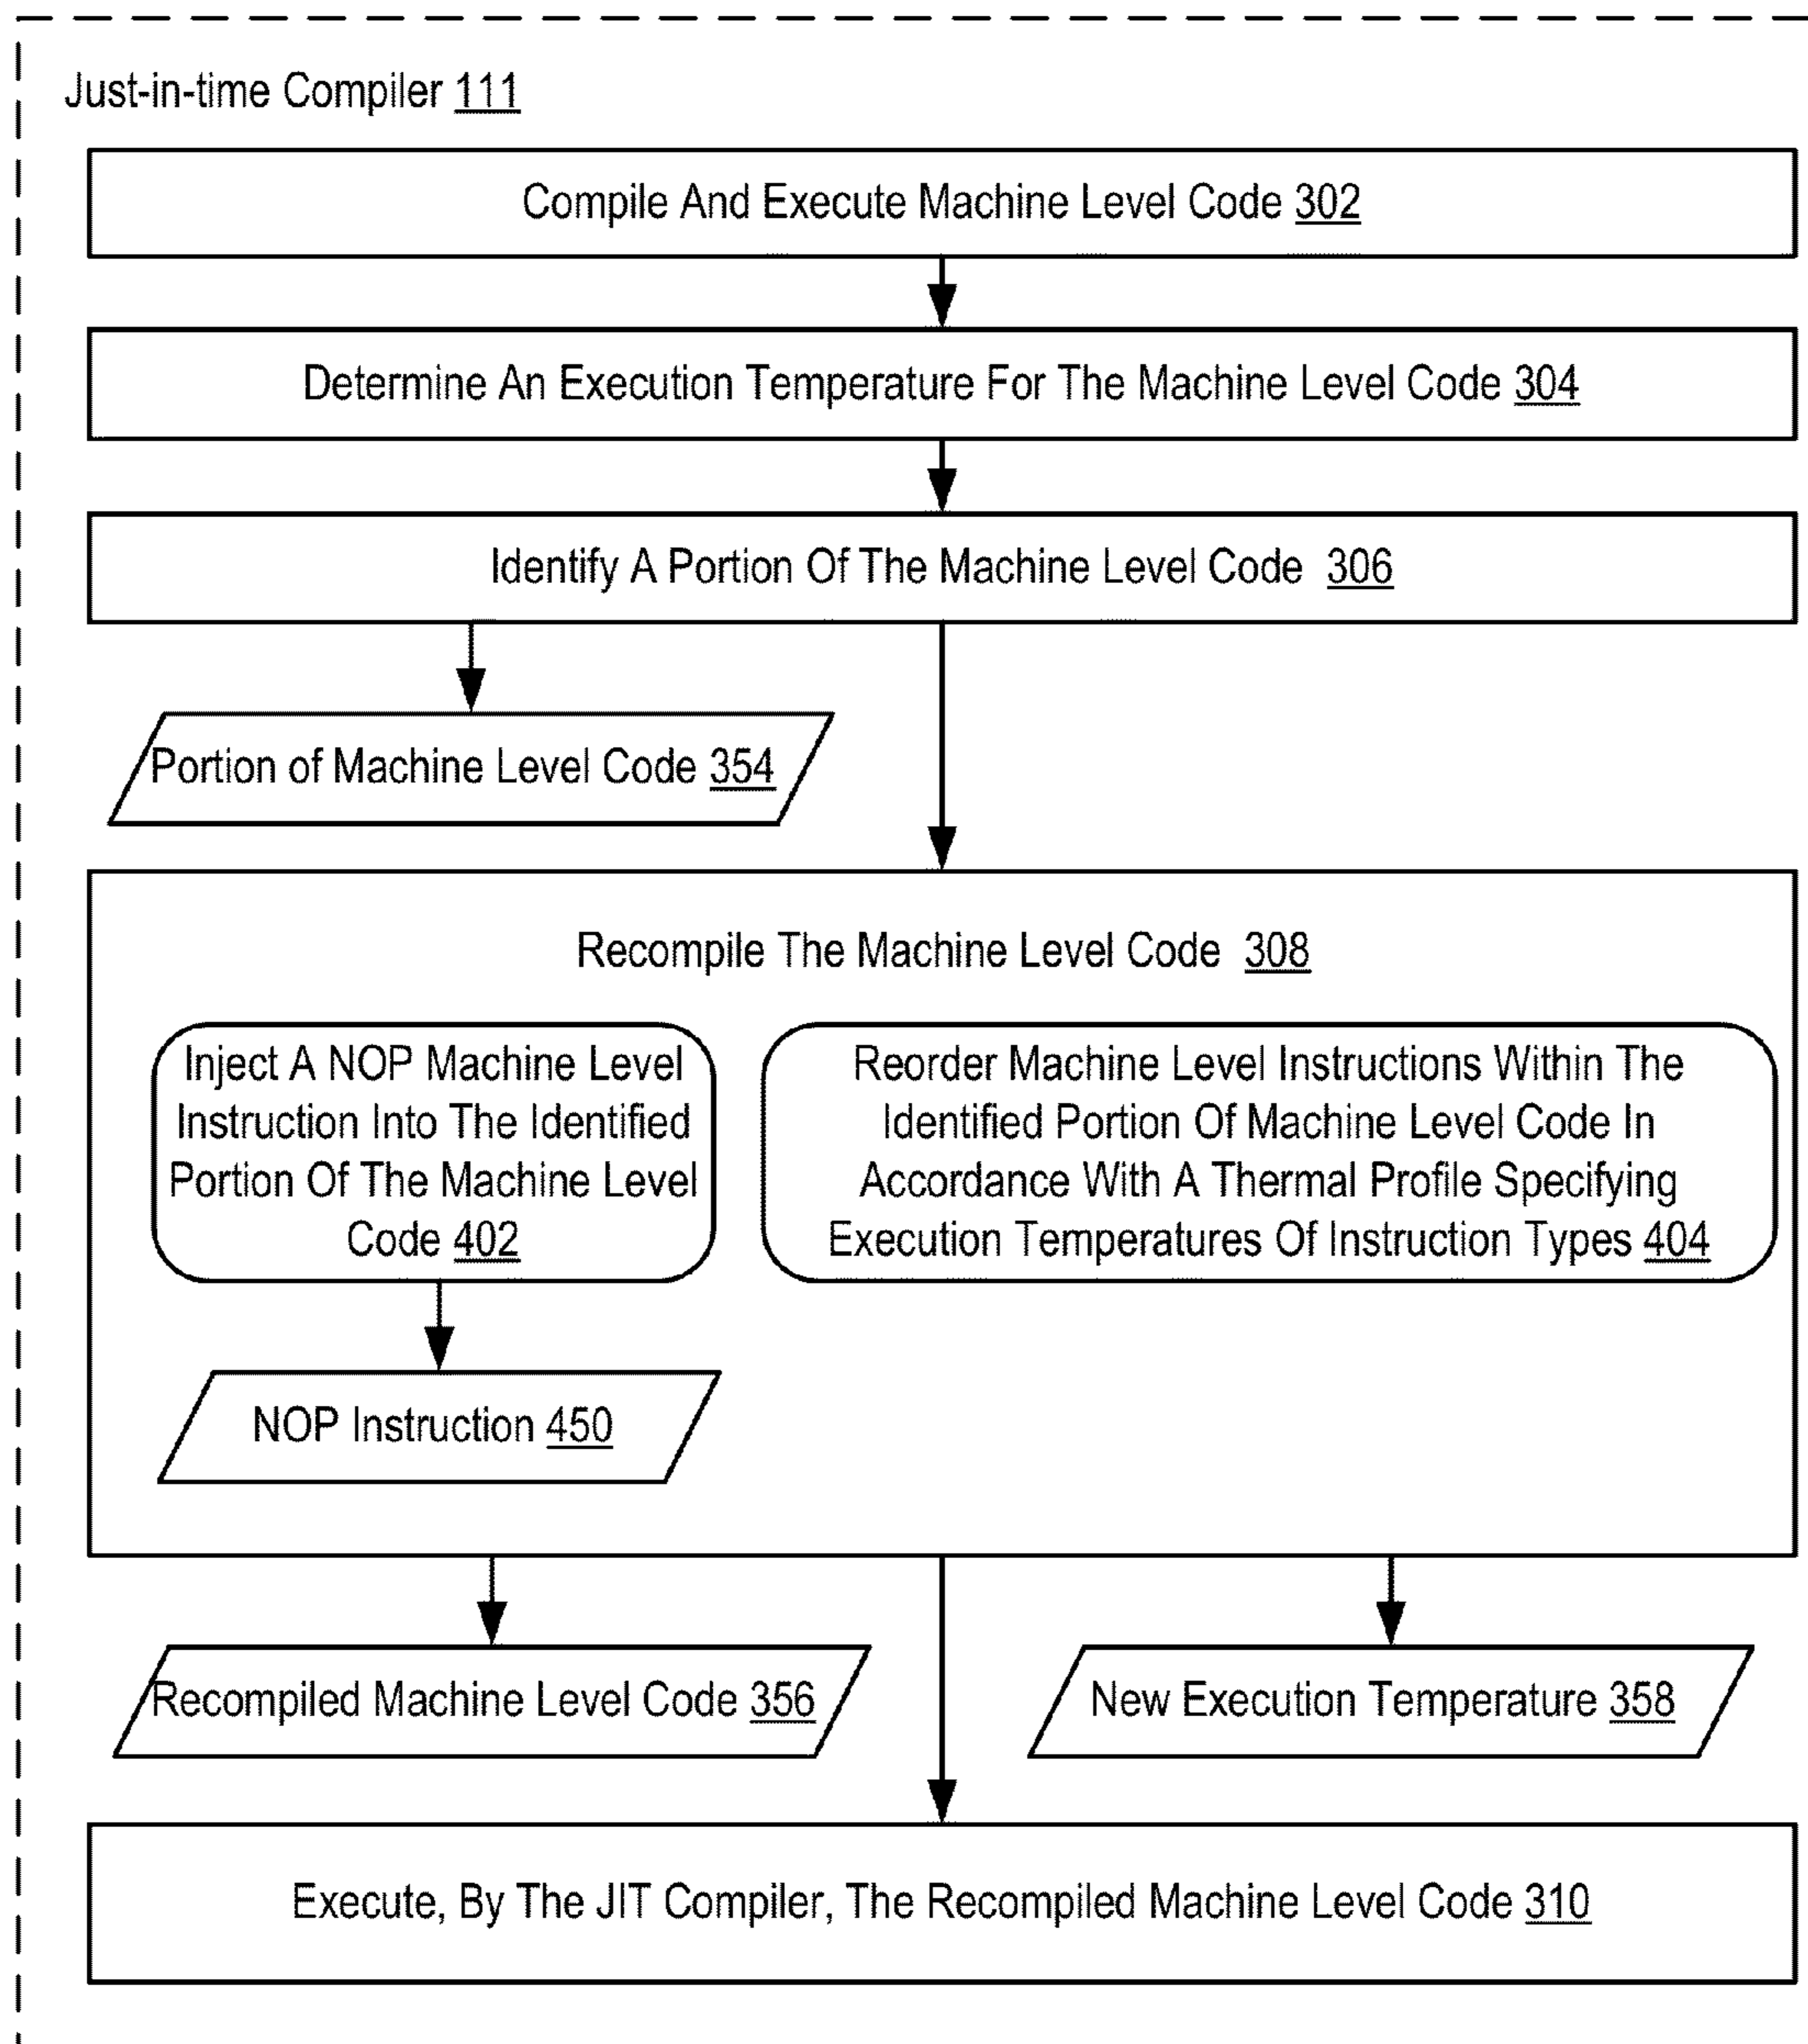 Just-in-time Compiler 111
Compile And Execute Machine Level Code 302
Determine An Execution Temperature For The Machine Level Code 304
Identify A Portion Of The Machine Level Code 306
Portion of Machine Level Code 354
Recompile The Machine Level Code 308
Inject A NOP Machine Level
Instruction Into The Identified
Portion Of The Machine Level
Code 402
Reorder Machine Level Instructions Within The
Identified Portion Of Machine Level Code In
Accordance With A Thermal Profile Specifying
Execution Temperatures Of Instruction Types 404
NOP Instruction 450
Recompiled Machine Level Code 356
New Execution Temperature 358
Execute, By The JIT Compiler, The Recompiled Machine Level Code 310